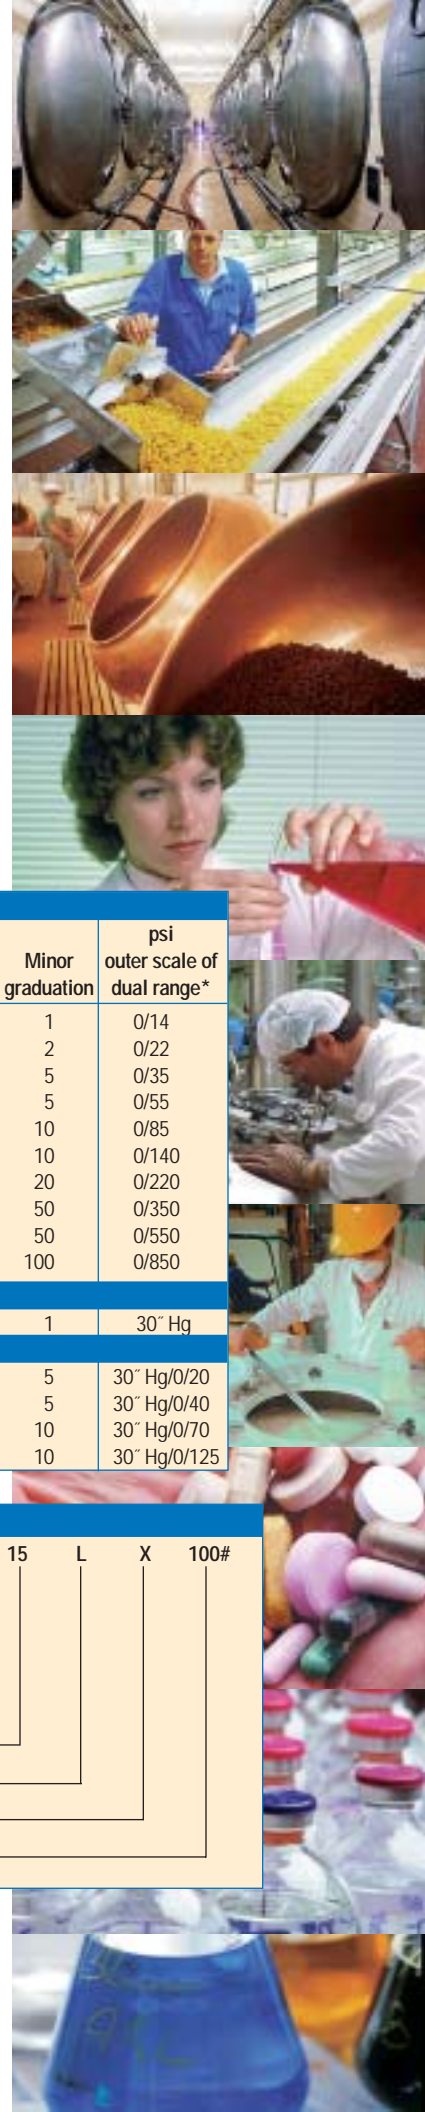 psi
Minor outer scale of
graduation dual range*
1 0/14
2 0/22
5 0/35
5 0/55
10 0/85
10 0/140
20 0/220
50 0/350
50 0/550
100 0/850
1 30˝ Hg
5 30˝ Hg/0/20
5 30˝ Hg/0/40
10 30˝ Hg/0/70
10 30˝ Hg/0/125
15 L X 100#